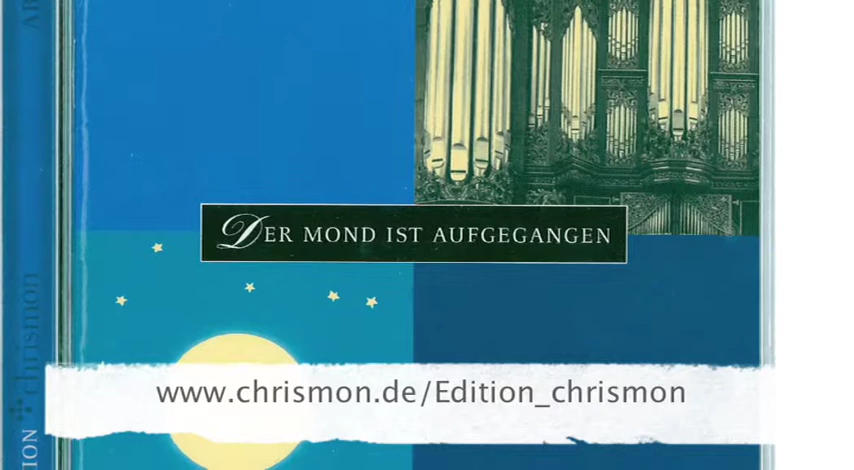 DER MOND IST AUFGEGANGEN
www.chrismon.de/Edition_chrismon
chrismon